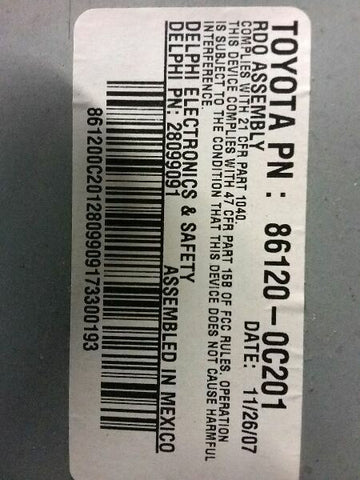 TOYOTA PN : 86120-0C201
RDO ASSEMBLY DATE: 11/26/07
COMPLIES WITH 21 CFR PART 1040.
THIS DEVICE COMPLIES WITH 47 CFR PART 15B OF FCC RULES. OPERATION
IS SUBJECT TO THE CONDITION THAT THIS DEVICE DOES NOT CAUSE HARMFUL
INTERFERENCE.
DELPHI ELECTRONICS & SAFETY
DELPHI PN: 28099091 ASSEMBLED IN MEXICO
861200C2012809909173300193